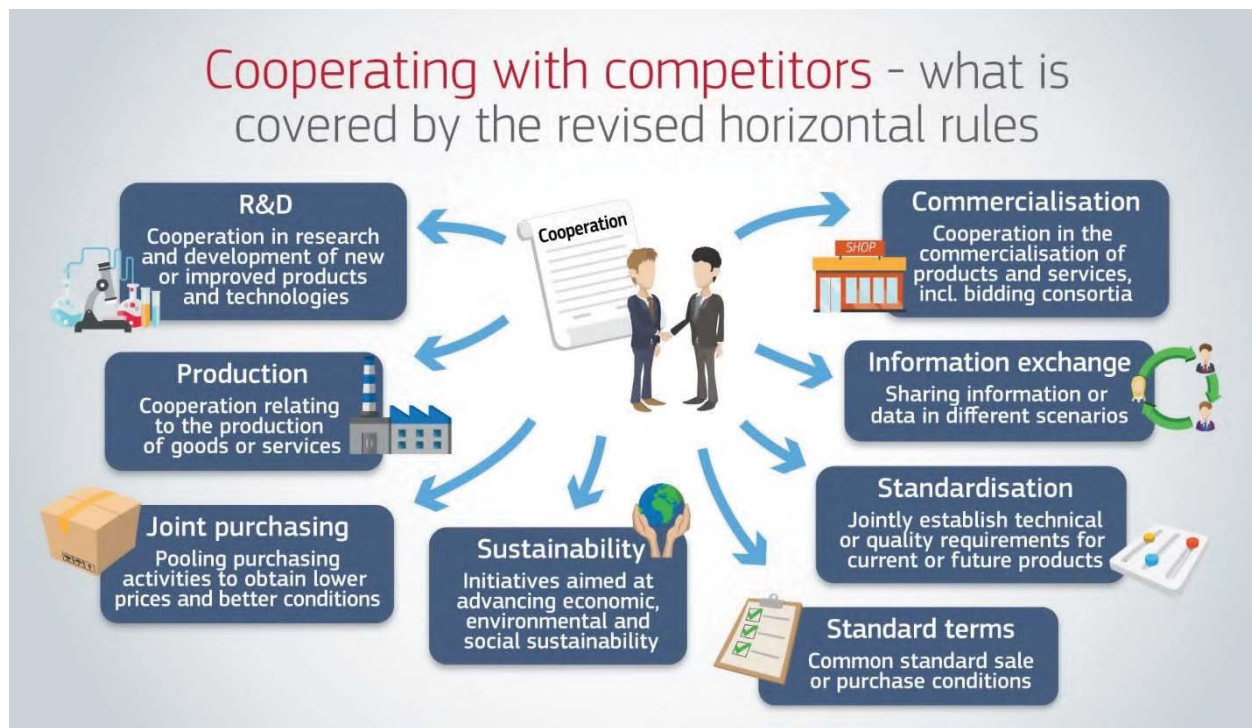 Cooperating with competitors - what is
covered by the revised horizontal rules
R&D
Cooperation in research
and development of new
or improved products
and technologies
Production
Cooperation relating
to the production
of goods or services
Joint purchasing
Pooling purchasing
activities to obtain lower
prices and better conditions
Cooperation
Sustainability
Initiatives aimed at
advancing economic,
environmental and
social sustainability
Commercialisation
Cooperation in the
commercialisation of
products and services,
incl. bidding consortia
SHOP
Information exchange
Sharing information or
data in different scenarios
Standardisation
Jointly establish technical
or quality requirements for
current or future products
Standard terms
Common standard sale
or purchase conditions